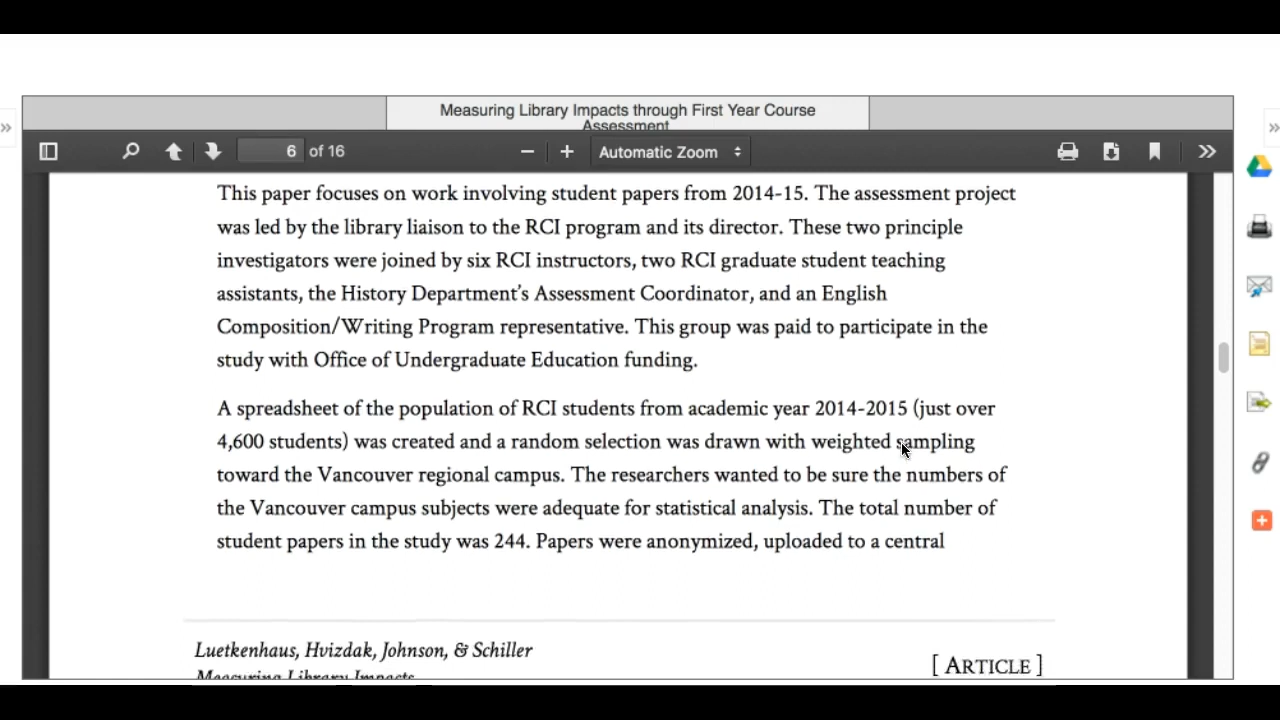 Measuring Library Impacts through First Year Course
Assessment
6 of 16
Automatic Zoom
This paper focuses on work involving student papers from 2014-15. The assessment project
was led by the library liaison to the RCI program and its director. These two principle
investigators were joined by six RCI instructors, two RCI graduate student teaching
assistants, the History Department’s Assessment Coordinator, and an English
Composition/Writing Program representative. This group was paid to participate in the
study with Office of Undergraduate Education funding.
A spreadsheet of the population of RCI students from academic year 2014-2015 (just over
4,600 students) was created and a random selection was drawn with weighted sampling
toward the Vancouver regional campus. The researchers wanted to be sure the numbers of
the Vancouver campus subjects were adequate for statistical analysis. The total number of
student papers in the study was 244. Papers were anonymized, uploaded to a central
Luetkenhaus, Hvizdak, Johnson, & Schiller
Measuring Library Impacts
[ ARTICLE ]